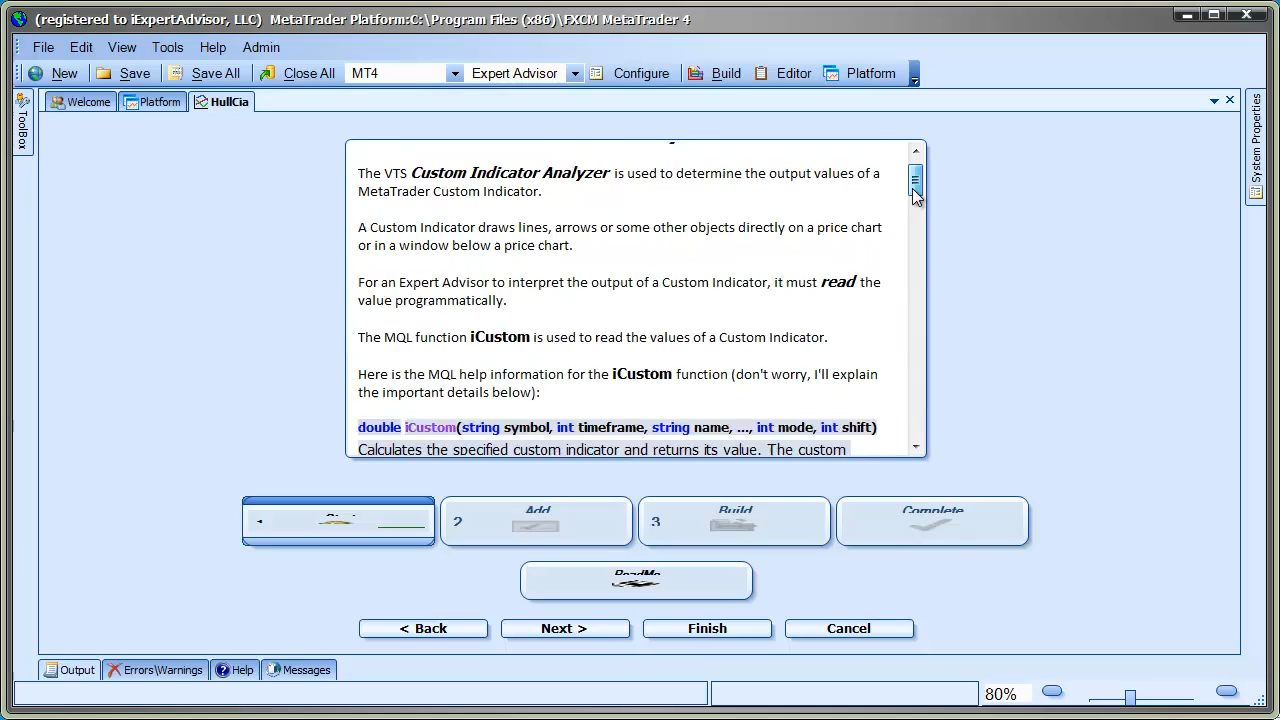 (registered to iExpertAdvisor, LLC) MetaTrader Platform:C:\Program Files (x86)\FXCM MetaTrader 4
File Edit View Tools Help Admin
New Save Save All Close All MT4 Expert Advisor Configure Build Editor Platform
Welcome Platform HullCia
ToolBox
System Properties
The VTS Custom Indicator Analyzer is used to determine the output values of a
MetaTrader Custom Indicator.
A Custom Indicator draws lines, arrows or some other objects directly on a price chart
or in a window below a price chart.
For an Expert Advisor to interpret the output of a Custom Indicator, it must read the
value programmatically.
The MQL function iCustom is used to read the values of a Custom Indicator.
Here is the MQL help information for the iCustom function (don't worry, I'll explain
the important details below):
double iCustom(string symbol, int timeframe, string name, ..., int mode, int shift)
Calculates the specified custom indicator and returns its value. The custom
2 Add
3 Build
Complete
ReadMe
< Back Next > Finish Cancel
Output Errors\Warnings Help Messages
80%